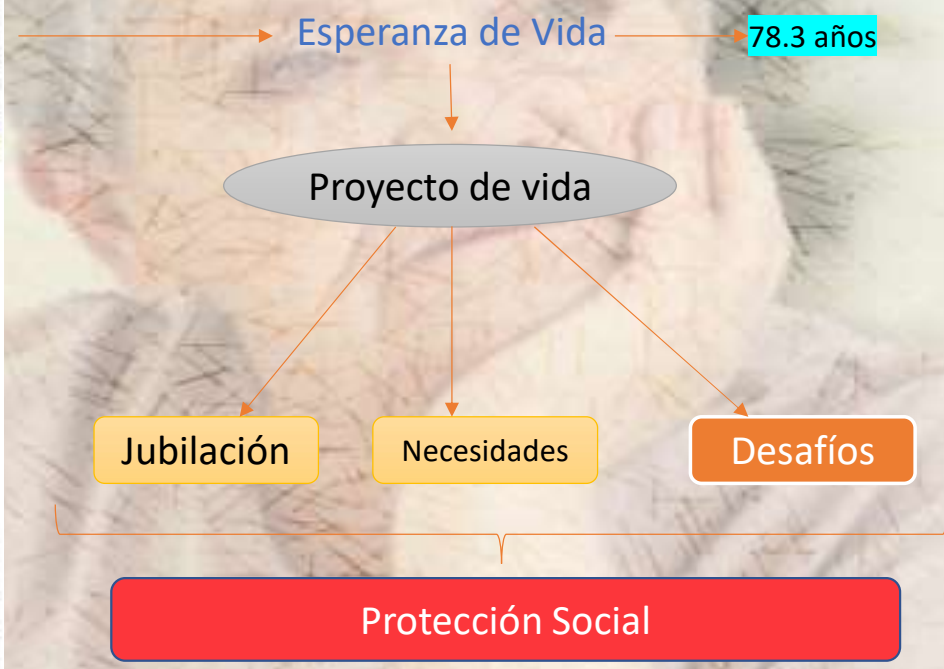 Esperanza de Vida
78.3 años
Proyecto de vida
Jubilación
Necesidades
Desafíos
Protección Social